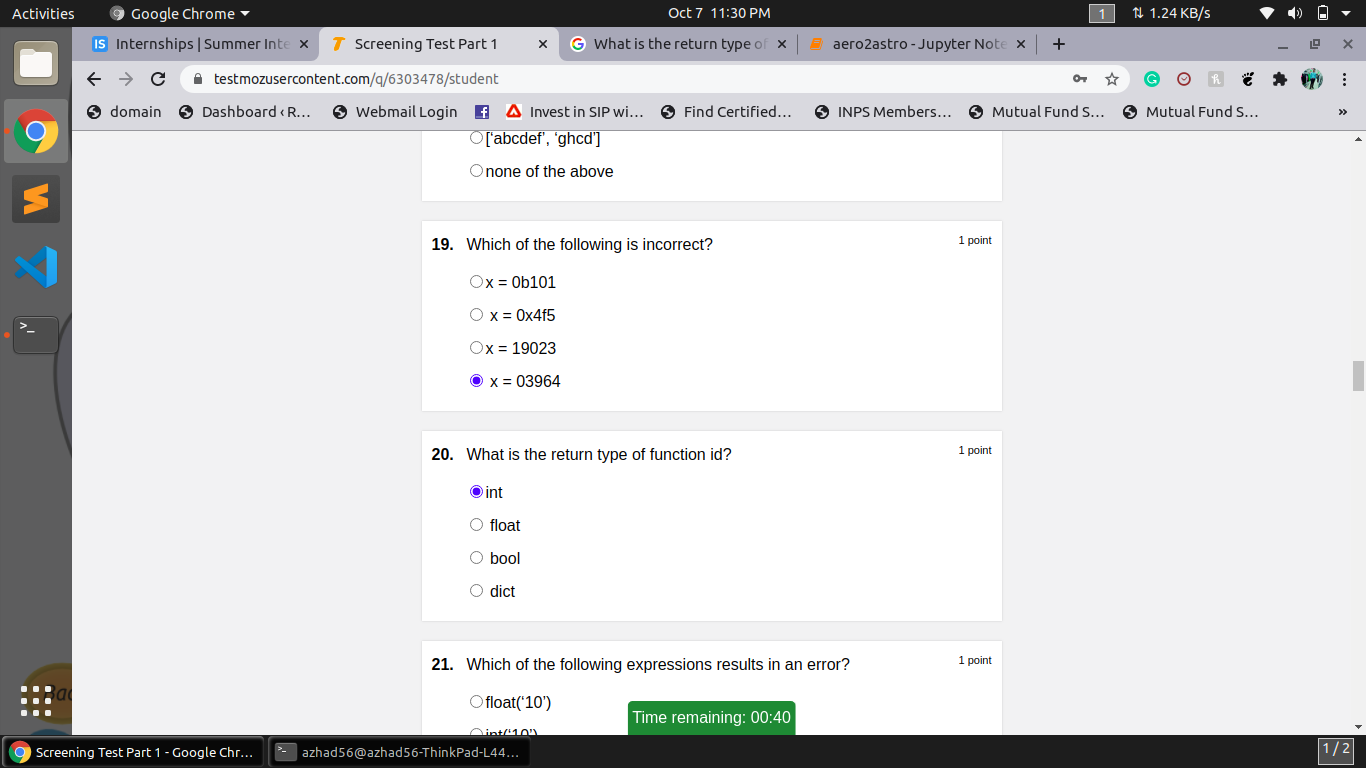 Activities
Google Chrome
Oct 7 11:30 PM
1
1.24 KB/s
IS Internships | Summer Inte
Screening Test Part 1
What is the return type of
aero2astro - Jupyter Note
testmozusercontent.com/q/6303478/student
domain
Dashboard ‹ R...
Webmail Login
Invest in SIP wi...
Find Certified...
INPS Members...
Mutual Fund S...
Mutual Fund S...
»
['abcdef', 'ghcd']
none of the above
19. Which of the following is incorrect? 1 point
x = 0b101
x = 0x4f5
x = 19023
x = 03964
20. What is the return type of function id? 1 point
int
float
bool
dict
21. Which of the following expressions results in an error? 1 point
float(‘10’)
int(‘10’)
Time remaining: 00:40
Screening Test Part 1 - Google Chr...
azhad56@azhad56-ThinkPad-L44...
1 / 2